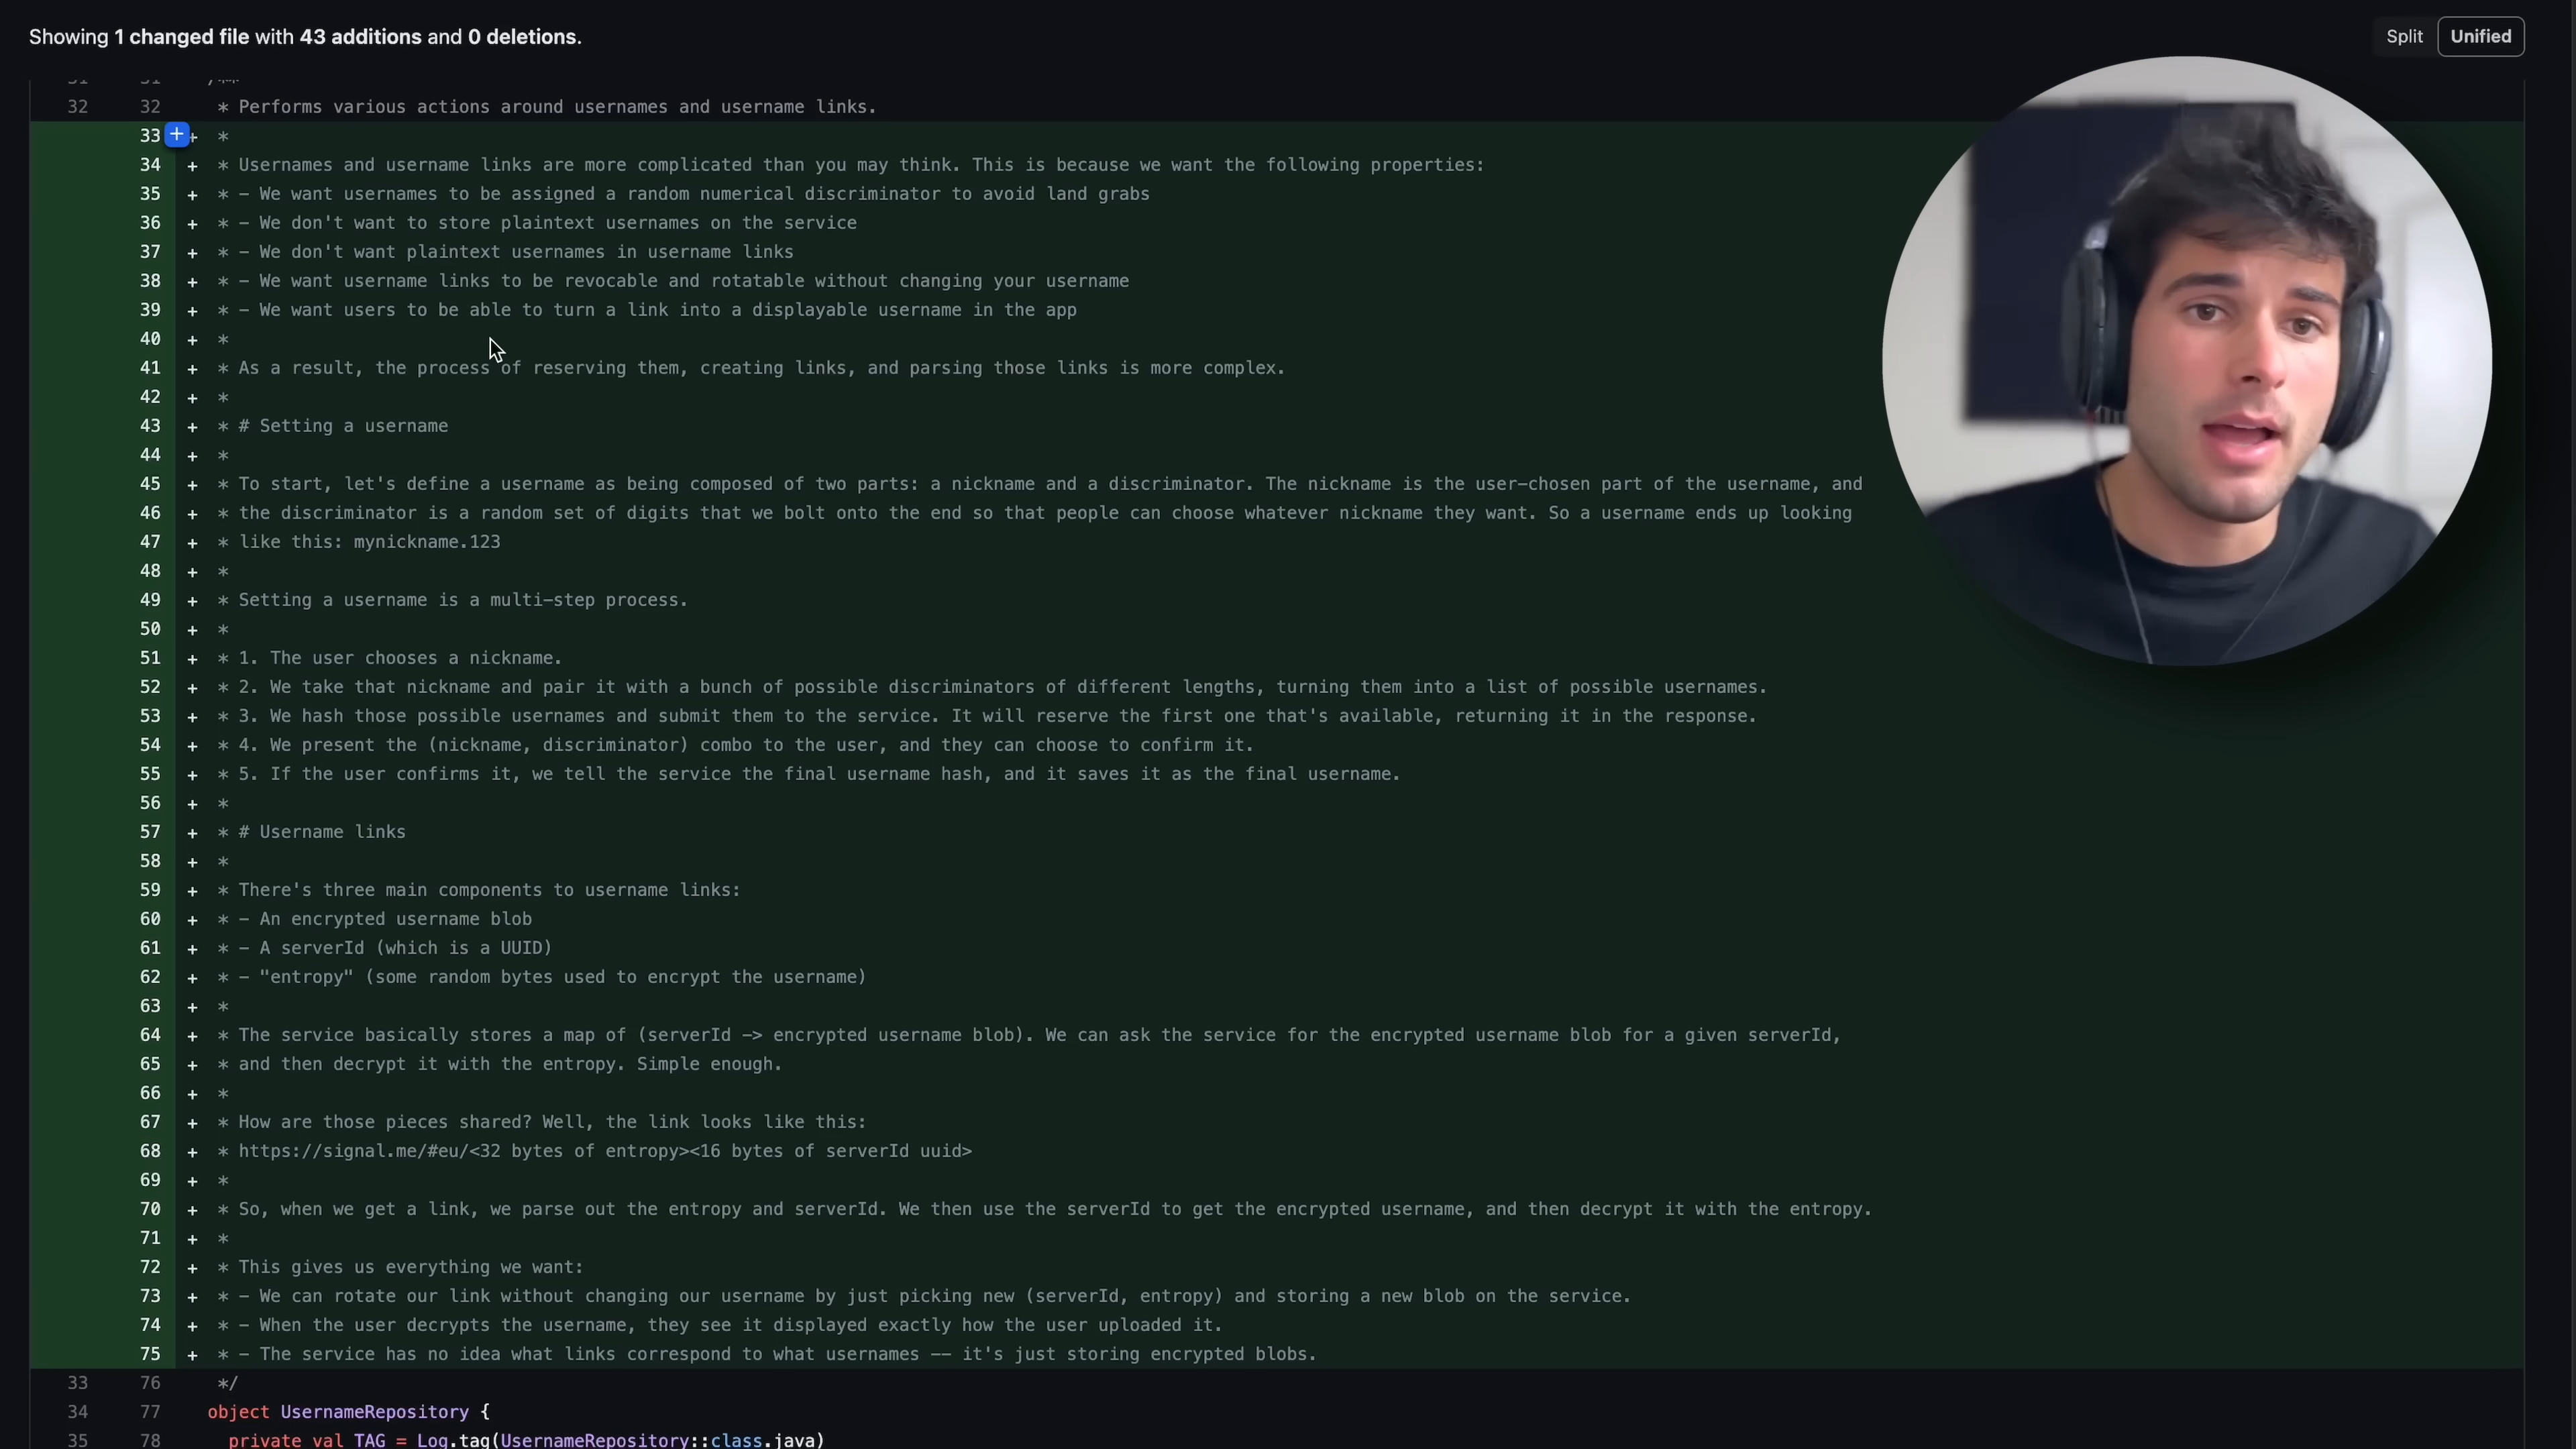 Showing 1 changed file with 43 additions and 0 deletions.
Split Unified
31 31 /**
32 32 * Performs various actions around usernames and username links.
33 + + *
34 + * Usernames and username links are more complicated than you may think. This is because we want the following properties:
35 + * - We want usernames to be assigned a random numerical discriminator to avoid land grabs
36 + * - We don't want to store plaintext usernames on the service
37 + * - We don't want plaintext usernames in username links
38 + * - We want username links to be revocable and rotatable without changing your username
39 + * - We want users to be able to turn a link into a displayable username in the app
40 + *
41 + * As a result, the process of reserving them, creating links, and parsing those links is more complex.
42 + *
43 + * # Setting a username
44 + *
45 + * To start, let's define a username as being composed of two parts: a nickname and a discriminator. The nickname is the user-chosen part of the username, and
46 + * the discriminator is a random set of digits that we bolt onto the end so that people can choose whatever nickname they want. So a username ends up looking
47 + * like this: mynickname.123
48 + *
49 + * Setting a username is a multi-step process.
50 + *
51 + * 1. The user chooses a nickname.
52 + * 2. We take that nickname and pair it with a bunch of possible discriminators of different lengths, turning them into a list of possible usernames.
53 + * 3. We hash those possible usernames and submit them to the service. It will reserve the first one that's available, returning it in the response.
54 + * 4. We present the (nickname, discriminator) combo to the user, and they can choose to confirm it.
55 + * 5. If the user confirms it, we tell the service the final username hash, and it saves it as the final username.
56 + *
57 + * # Username links
58 + *
59 + * There's three main components to username links:
60 + * - An encrypted username blob
61 + * - A serverId (which is a UUID)
62 + * - "entropy" (some random bytes used to encrypt the username)
63 + *
64 + * The service basically stores a map of (serverId -> encrypted username blob). We can ask the service for the encrypted username blob for a given serverId,
65 + * and then decrypt it with the entropy. Simple enough.
66 + *
67 + * How are those pieces shared? Well, the link looks like this:
68 + * https://signal.me/#eu/<32 bytes of entropy><16 bytes of serverId uuid>
69 + *
70 + * So, when we get a link, we parse out the entropy and serverId. We then use the serverId to get the encrypted username, and then decrypt it with the entropy.
71 + *
72 + * This gives us everything we want:
73 + * - We can rotate our link without changing our username by just picking new (serverId, entropy) and storing a new blob on the service.
74 + * - When the user decrypts the username, they see it displayed exactly how the user uploaded it.
75 + * - The service has no idea what links correspond to what usernames -- it's just storing encrypted blobs.
33 76 */
34 77 object UsernameRepository {
35 78 private val TAG = Log.tag(UsernameRepository::class.java)